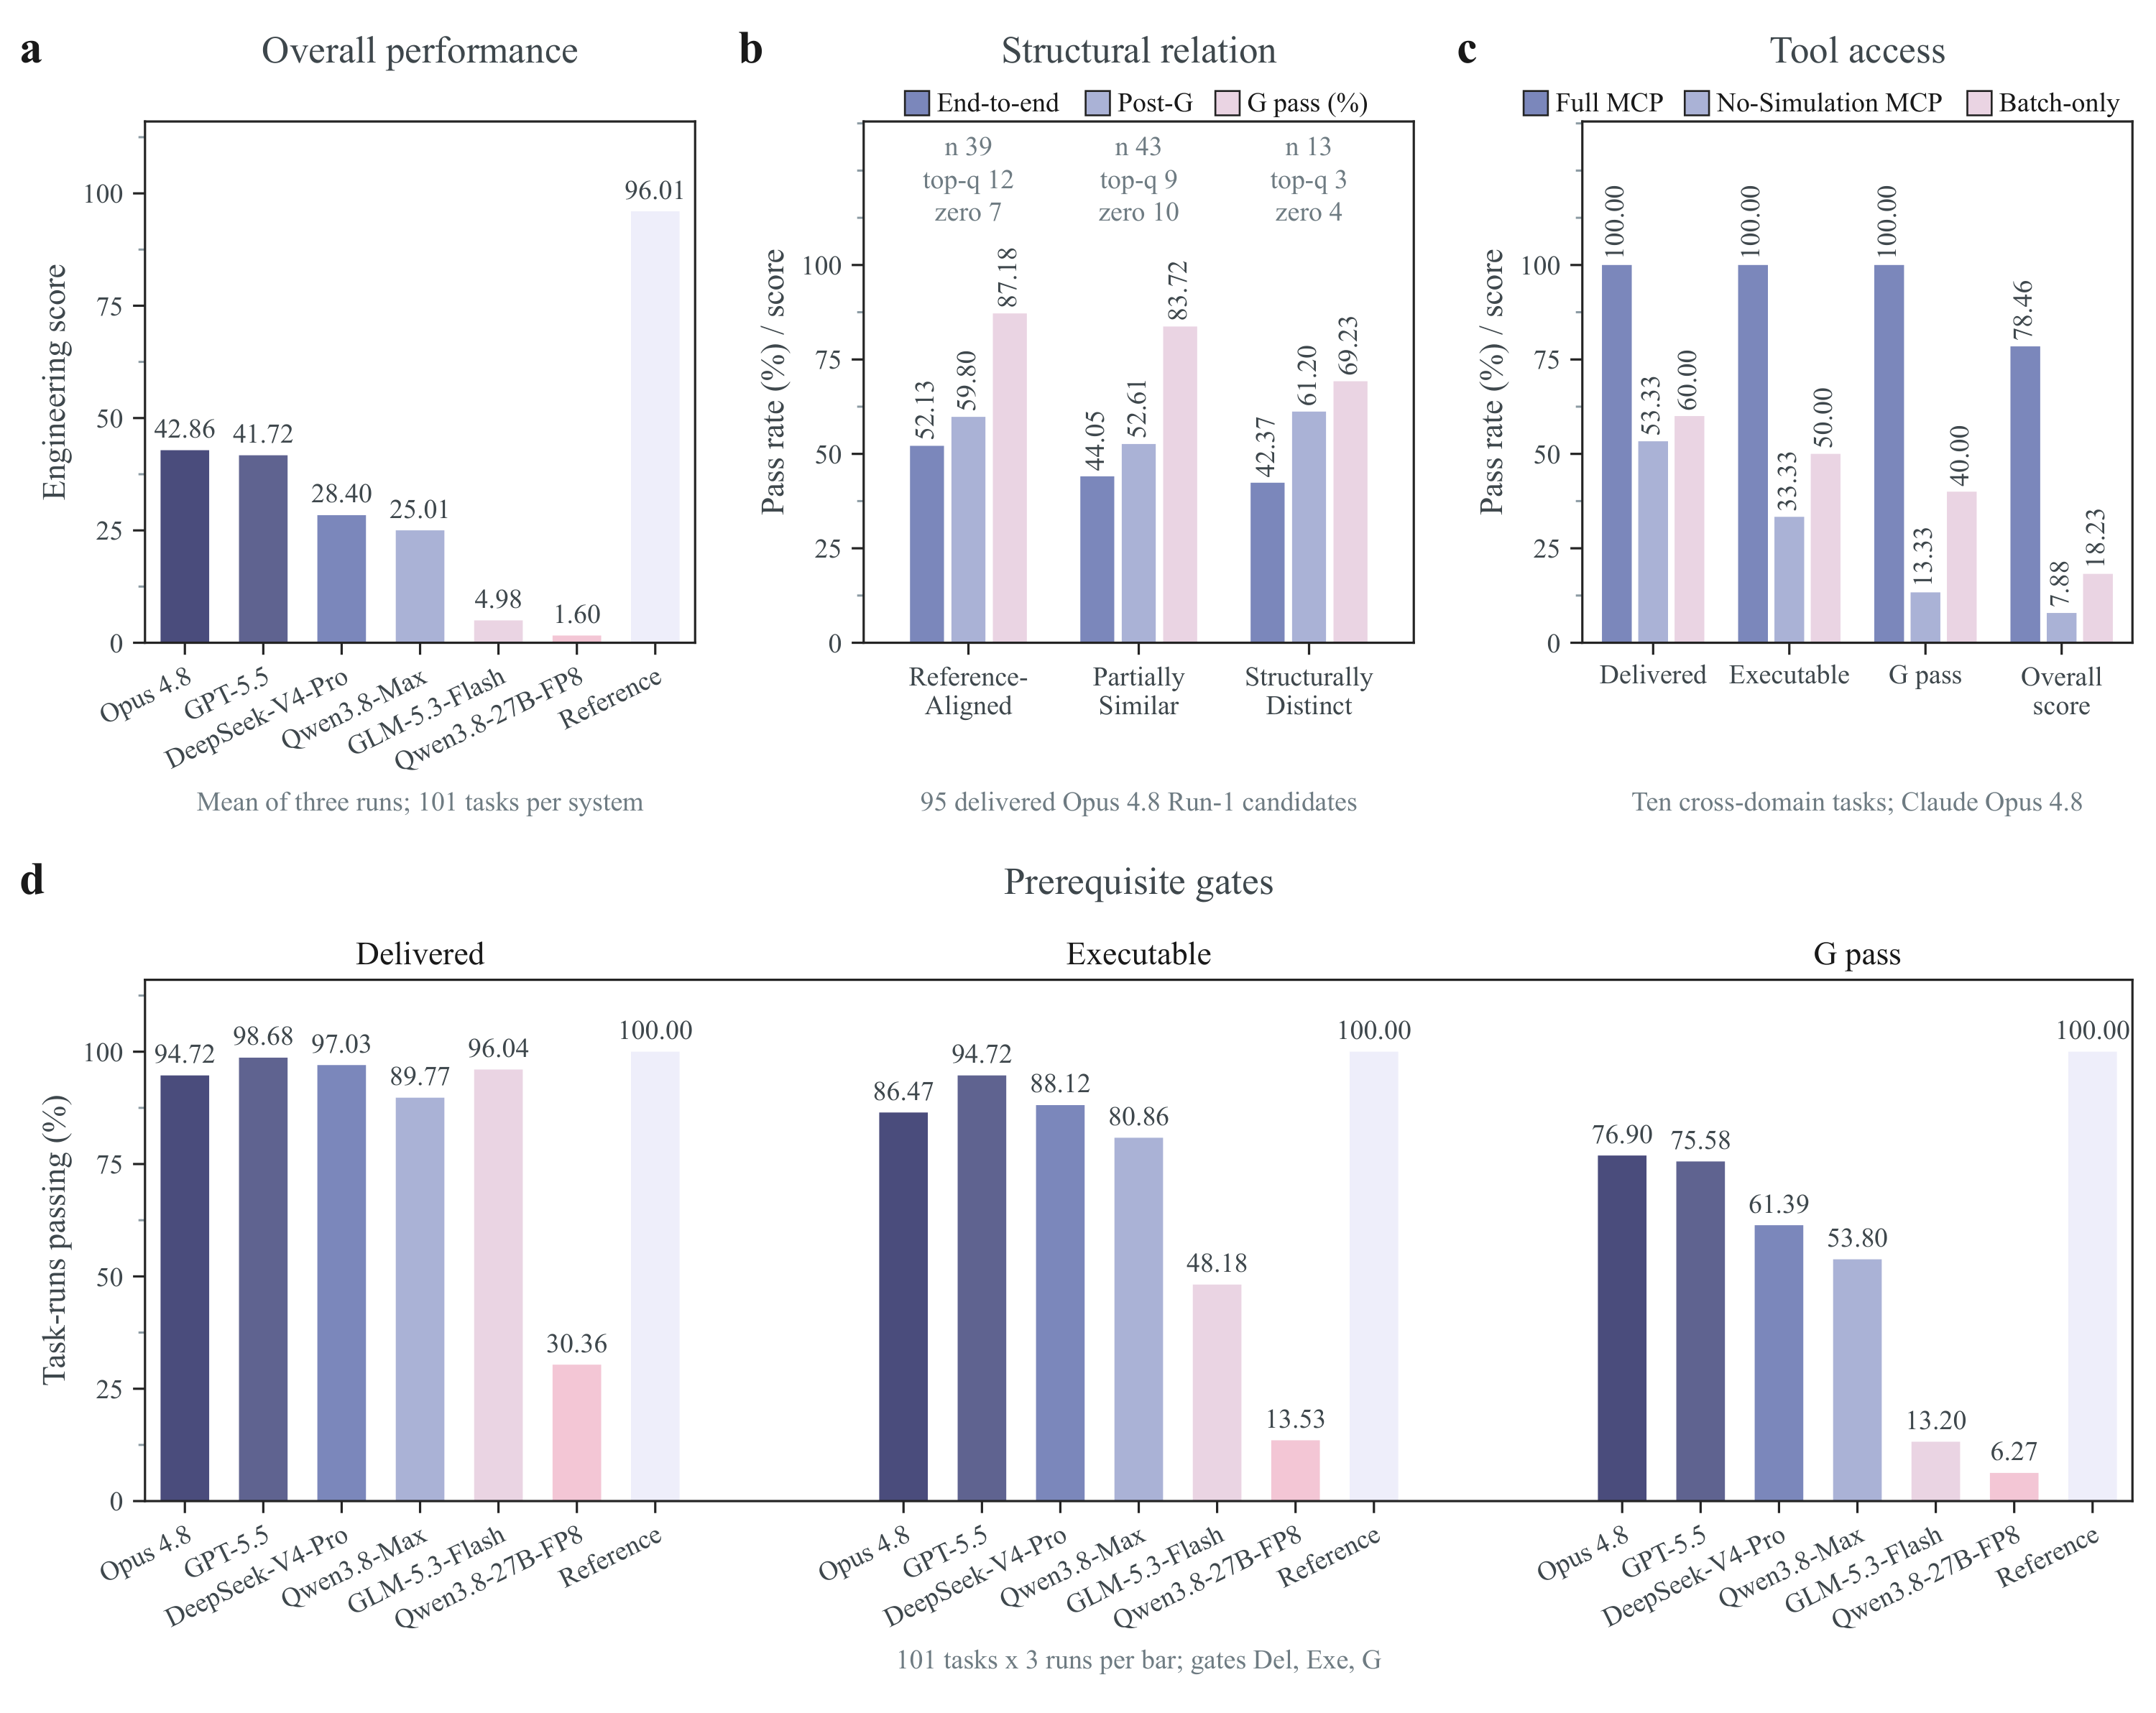 a
Overall performance
Engineering score
100
75
50
25
0
42.86
41.72
28.40
25.01
4.98
1.60
96.01
Opus 4.8
GPT-5.5
DeepSeek-V4-Pro
Qwen3.8-Max
GLM-5.3-Flash
Qwen3.8-27B-FP8
Reference
Mean of three runs; 101 tasks per system
b
Structural relation
End-to-end
Post-G
G pass (%)
Pass rate (%) / score
100
75
50
25
0
n 39
top-q 12
zero 7
n 43
top-q 9
zero 10
n 13
top-q 3
zero 4
52.13
59.80
87.18
44.05
52.61
83.72
42.37
61.20
69.23
Reference-
Aligned
Partially
Similar
Structurally
Distinct
95 delivered Opus 4.8 Run-1 candidates
c
Tool access
Full MCP
No-Simulation MCP
Batch-only
Pass rate (%) / score
100
75
50
25
0
100.00
53.33
60.00
100.00
33.33
50.00
100.00
13.33
40.00
78.46
7.88
18.23
Delivered
Executable
G pass
Overall
score
Ten cross-domain tasks; Claude Opus 4.8
d
Prerequisite gates
Task-runs passing (%)
100
75
50
25
0
Delivered
94.72
98.68
97.03
89.77
96.04
30.36
100.00
Opus 4.8
GPT-5.5
DeepSeek-V4-Pro
Qwen3.8-Max
GLM-5.3-Flash
Qwen3.8-27B-FP8
Reference
Executable
86.47
94.72
88.12
80.86
48.18
13.53
100.00
Opus 4.8
GPT-5.5
DeepSeek-V4-Pro
Qwen3.8-Max
GLM-5.3-Flash
Qwen3.8-27B-FP8
Reference
G pass
76.90
75.58
61.39
53.80
13.20
6.27
100.00
Opus 4.8
GPT-5.5
DeepSeek-V4-Pro
Qwen3.8-Max
GLM-5.3-Flash
Qwen3.8-27B-FP8
Reference
101 tasks x 3 runs per bar; gates Del, Exe, G